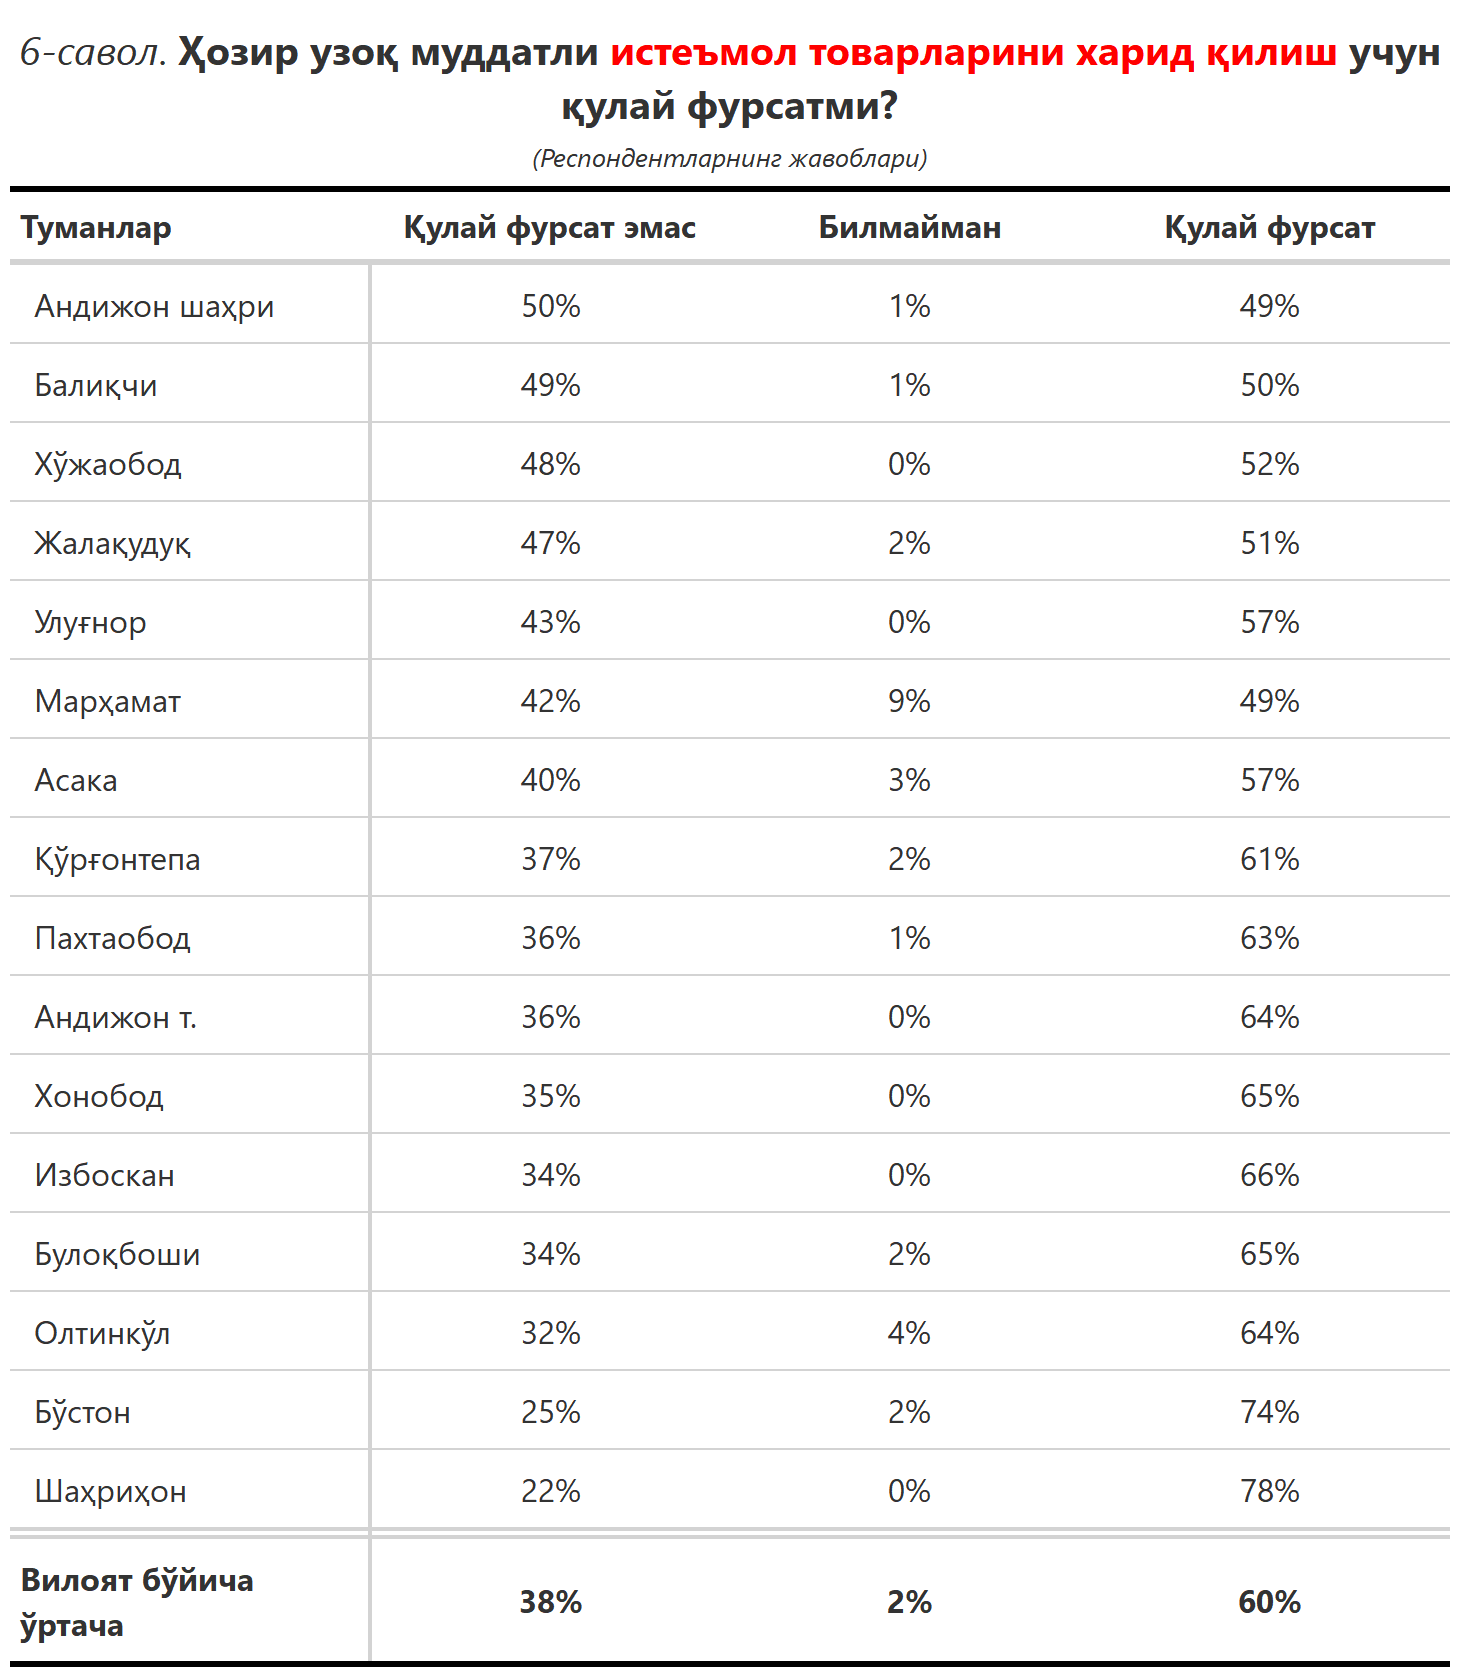 6-савол. Ҳозир узоқ муддатли истеъмол товарларини харид қилиш учун
қулай фурсатми?
(Респондентларнинг жавоблари)
Туманлар Қулай фурсат эмас Билмайман Қулай фурсат
Андижон шаҳри 50% 1% 49%
Балиқчи 49% 1% 50%
Хўжаобод 48% 0% 52%
Жалақудуқ 47% 2% 51%
Улуғнор 43% 0% 57%
Марҳамат 42% 9% 49%
Асака 40% 3% 57%
Қўрғонтепа 37% 2% 61%
Пахтаобод 36% 1% 63%
Андижон т. 36% 0% 64%
Хонобод 35% 0% 65%
Избоскан 34% 0% 66%
Булоқбоши 34% 2% 65%
Олтинкўл 32% 4% 64%
Бўстон 25% 2% 74%
Шаҳриҳон 22% 0% 78%
Вилоят бўйича
ўртача 38% 2% 60%